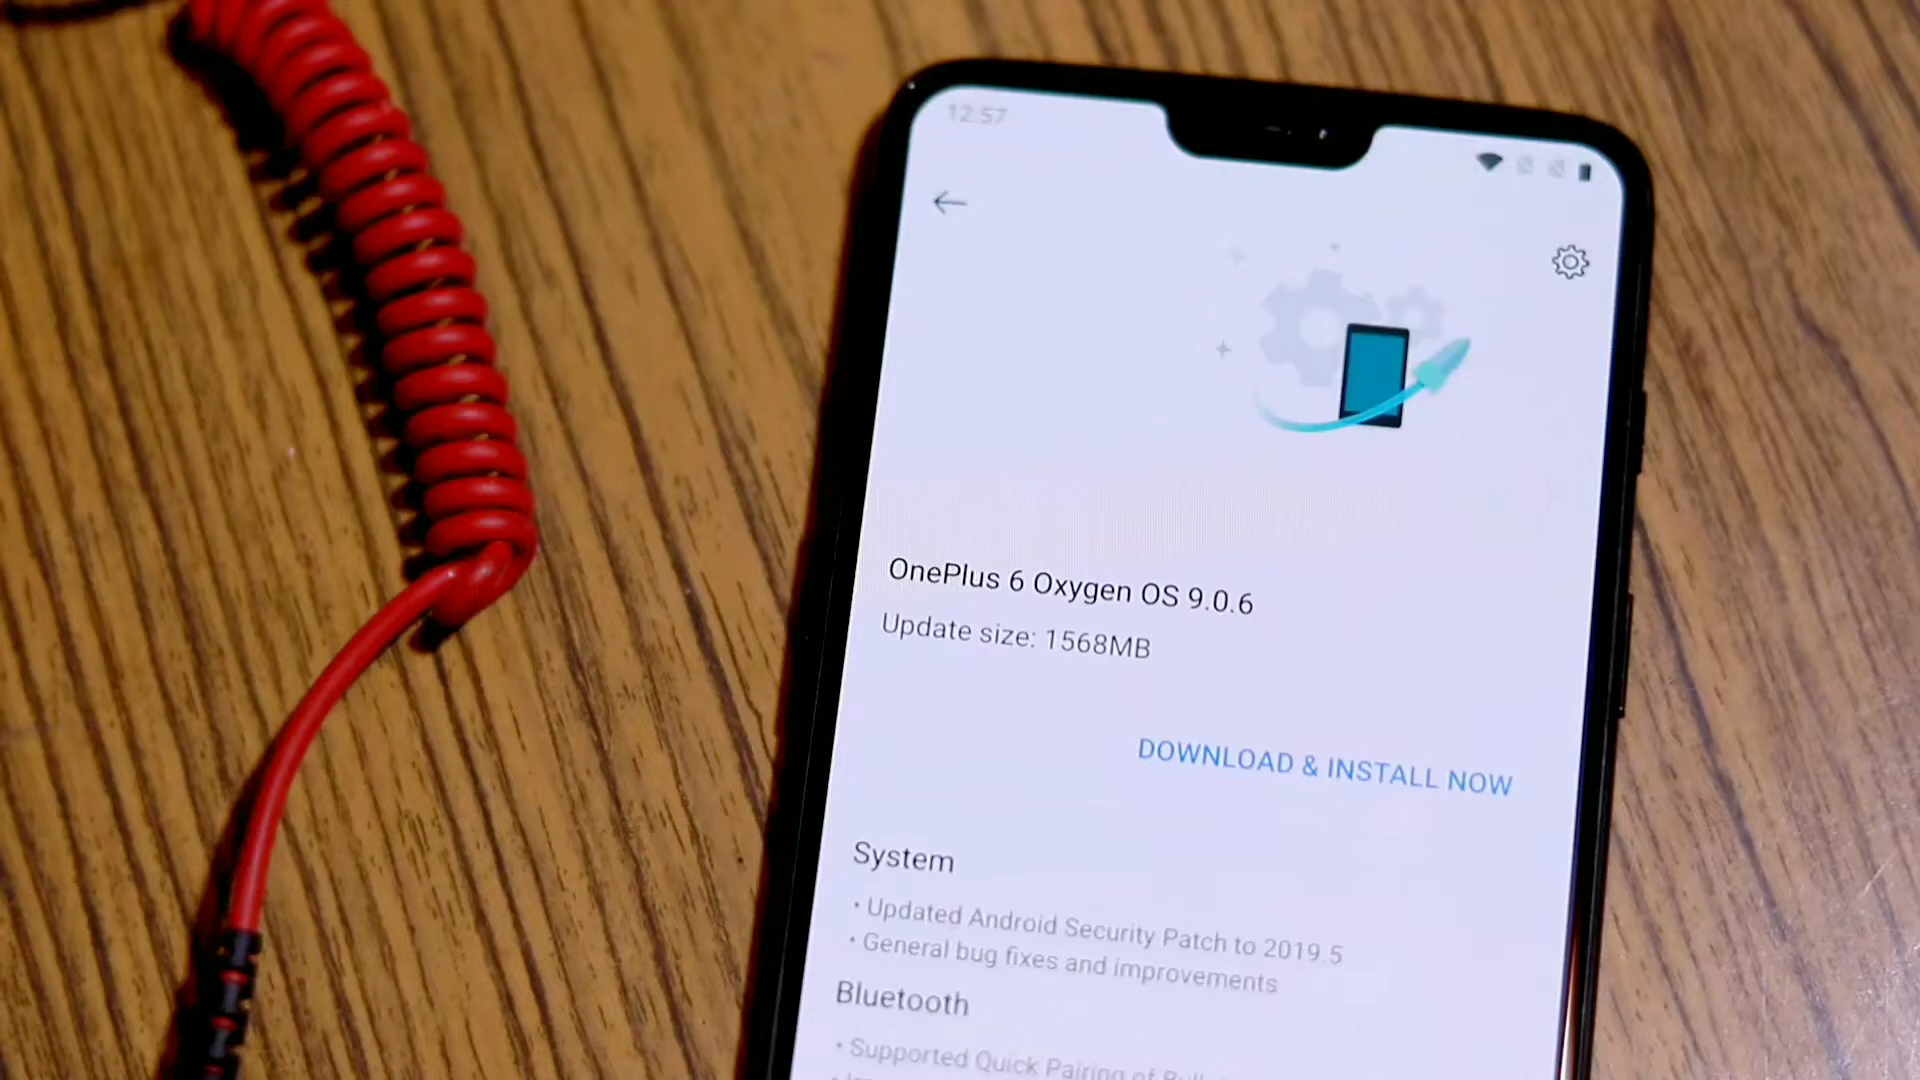 12:57
OnePlus 6 Oxygen OS 9.0.6
Update size: 1568MB
DOWNLOAD & INSTALL NOW
System
• Updated Android Security Patch to 2019.5
• General bug fixes and improvements
Bluetooth
• Supported Quick Pairing of